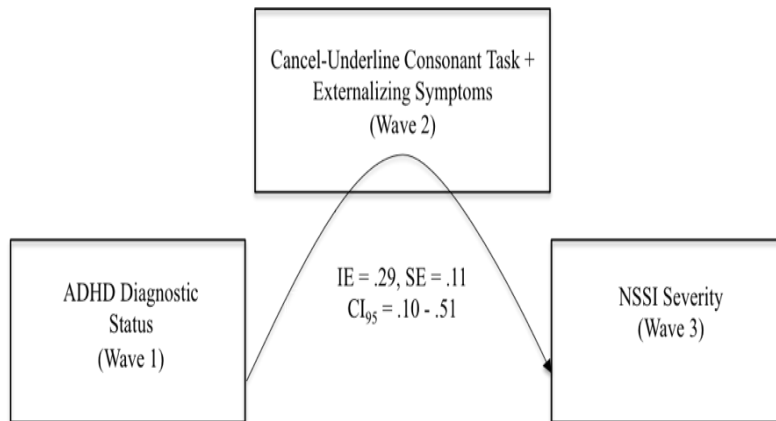 Cancel-Underline Consonant Task +
Externalizing Symptoms
(Wave 2)
ADHD Diagnostic
Status
(Wave 1)
IE = .29, SE = .11
CI₉₅ = .10 - .51
NSSI Severity
(Wave 3)